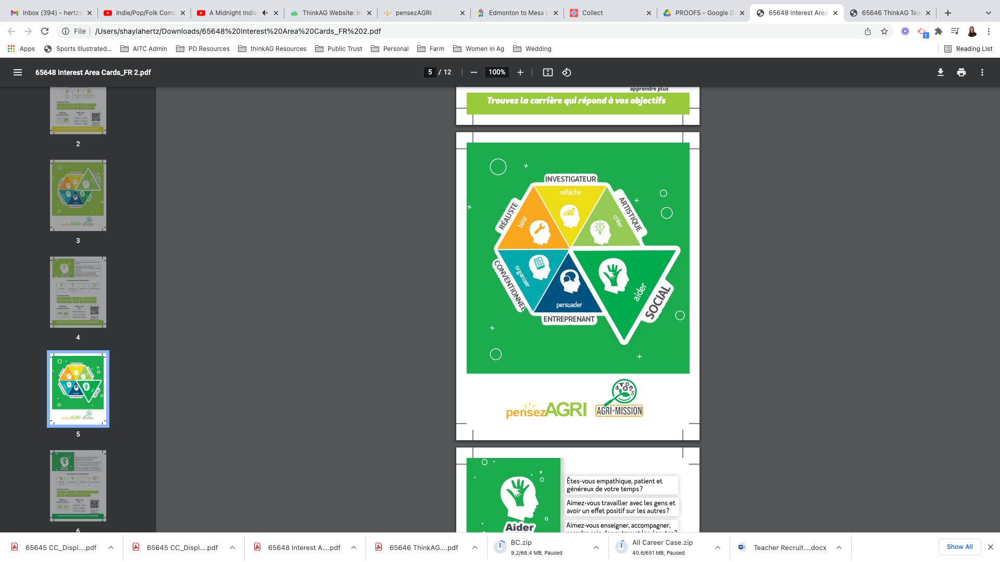 Inbox (394) - hertzs
Indie/Pop/Folk Comp
A Midnight Indie
ThinkAG Website: In
pensezAGRI
Edmonton to Mesa
Collect
PROOFS - Google D
65648 Interest Area
65646 ThinkAG Tea
File
/Users/shaylahertz/Downloads/65648%20Interest%20Area%20Cards_FR%202.pdf
1
Apps
Sports Illustrated...
AITC Admin
PD Resources
thinkAG Resources
Public Trust
Personal
Farm
Women in Ag
Wedding
Reading List
65648 Interest Area Cards_FR 2.pdf
5 / 12
100%
2
3
4
5
6
apprendre plus
Trouvez la carrière qui répond à vos objectifs
INVESTIGATEUR
réfléchir
RÉALISTE
bâtir
ARTISTIQUE
créer
CONVENTIONNEL
organiser
persuader
ENTREPRENANT
aider
SOCIAL
pensezAGRI
AGRI-MISSION
Aider
Êtes-vous empathique, patient et
généreux de votre temps ?
Aimez-vous travailler avec les gens et
avoir un effet positif sur les autres ?
Aimez-vous enseigner, accompagner,
65645 CC_Displ....pdf
65645 CC_Displ....pdf
65648 Interest A....pdf
65646 ThinkAG....pdf
BC.zip
9.2/68.4 MB, Paused
All Career Case.zip
40.6/651 MB, Paused
Teacher Recruit....docx
Show All